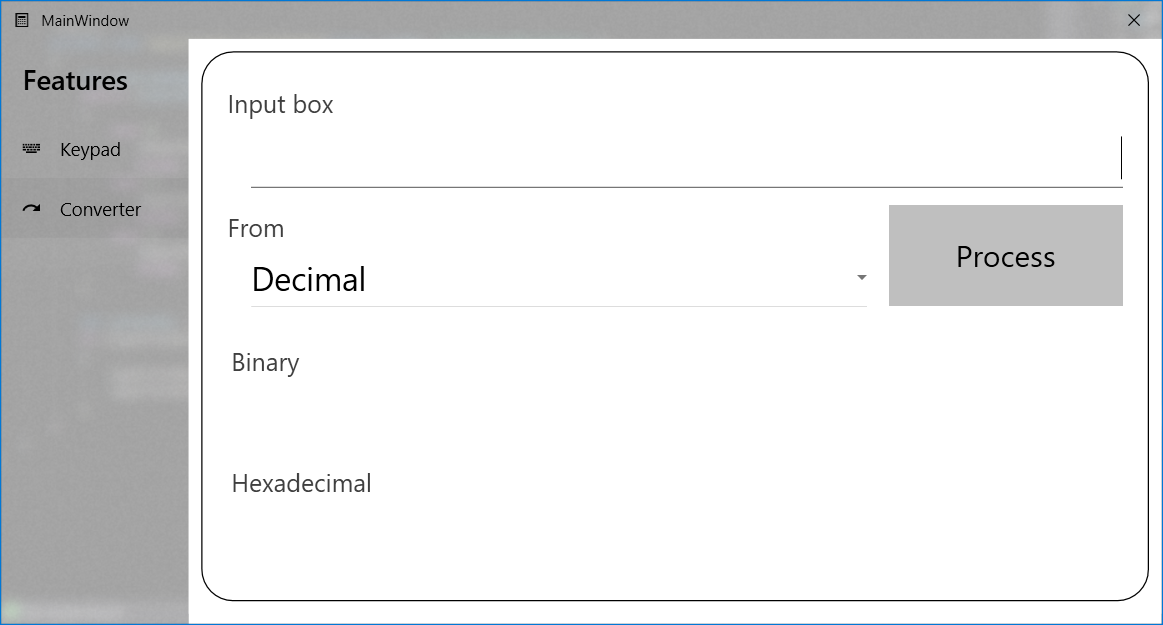 MainWindow
Features
Keypad
Converter
Input box
From
Decimal
Process
Binary
Hexadecimal